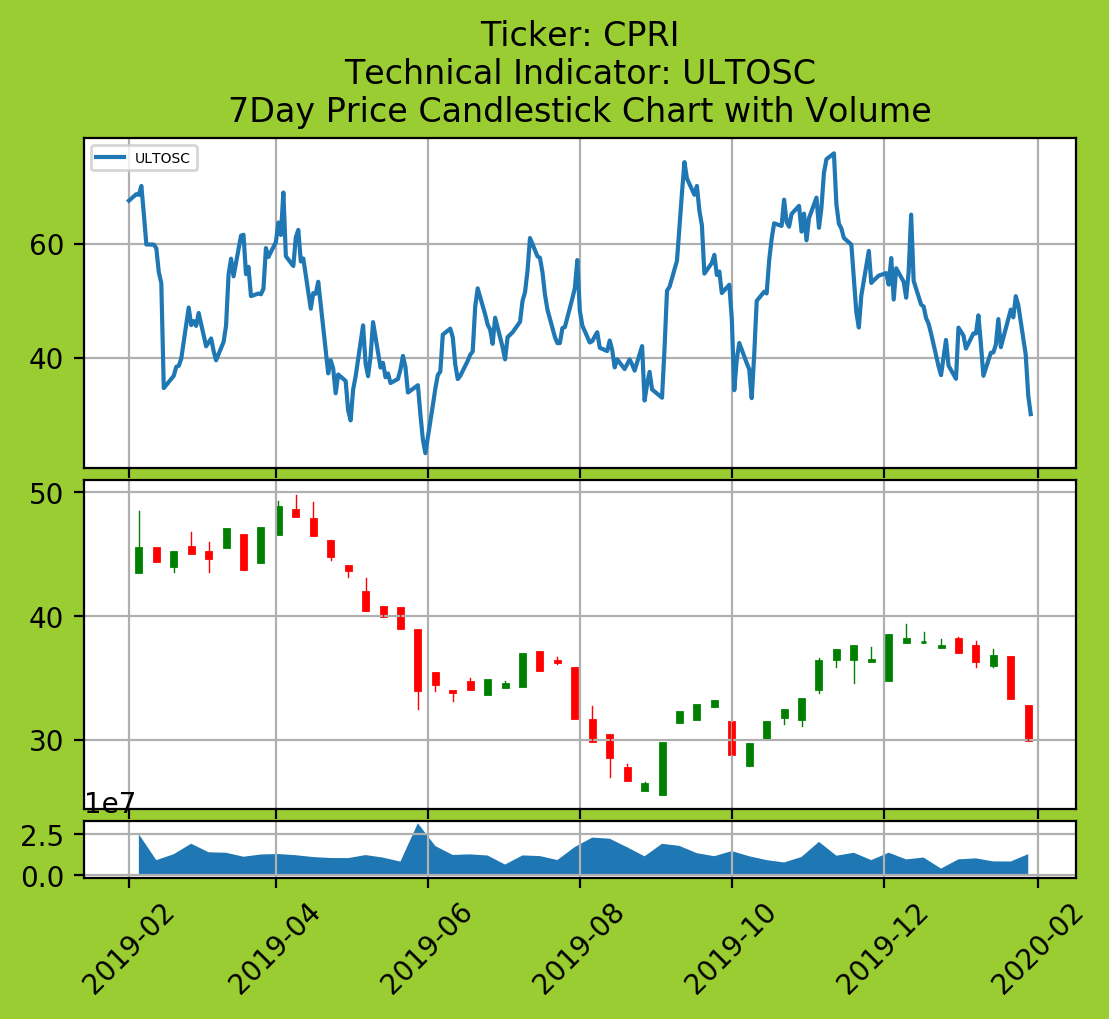 Ticker: CPRI
Technical Indicator: ULTOSC
7Day Price Candlestick Chart with Volume
ULTOSC
60
40
50
40
30
1e7
2.5
0.0
2019-02
2019-04
2019-06
2019-08
2019-10
2019-12
2020-02